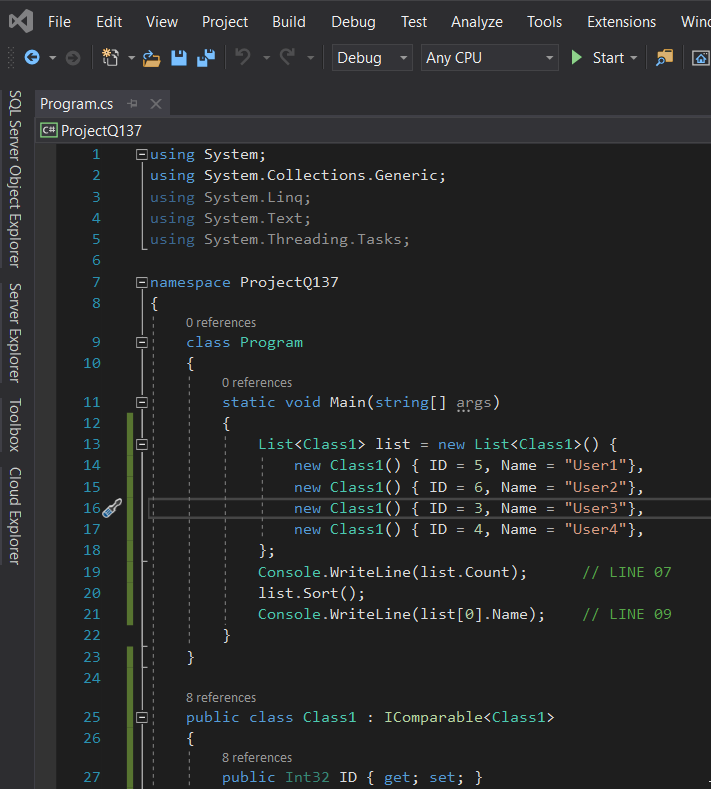 File Edit View Project Build Debug Test Analyze Tools Extensions
Debug Any CPU Start
SQL Server Object Explorer
Server Explorer
Toolbox
Cloud Explorer
Program.cs
C# ProjectQ137
1 using System;
2 using System.Collections.Generic;
3 using System.Linq;
4 using System.Text;
5 using System.Threading.Tasks;
6
7 namespace ProjectQ137
8 {
0 references
9 class Program
10 {
0 references
11 static void Main(string[] args)
12 {
13 List<Class1> list = new List<Class1>() {
14 new Class1() { ID = 5, Name = "User1"},
15 new Class1() { ID = 6, Name = "User2"},
16 new Class1() { ID = 3, Name = "User3"},
17 new Class1() { ID = 4, Name = "User4"},
18 };
19 Console.WriteLine(list.Count); // LINE 07
20 list.Sort();
21 Console.WriteLine(list[0].Name); // LINE 09
22 }
23 }
24
8 references
25 public class Class1 : IComparable<Class1>
26 {
8 references
27 public Int32 ID { get; set; }